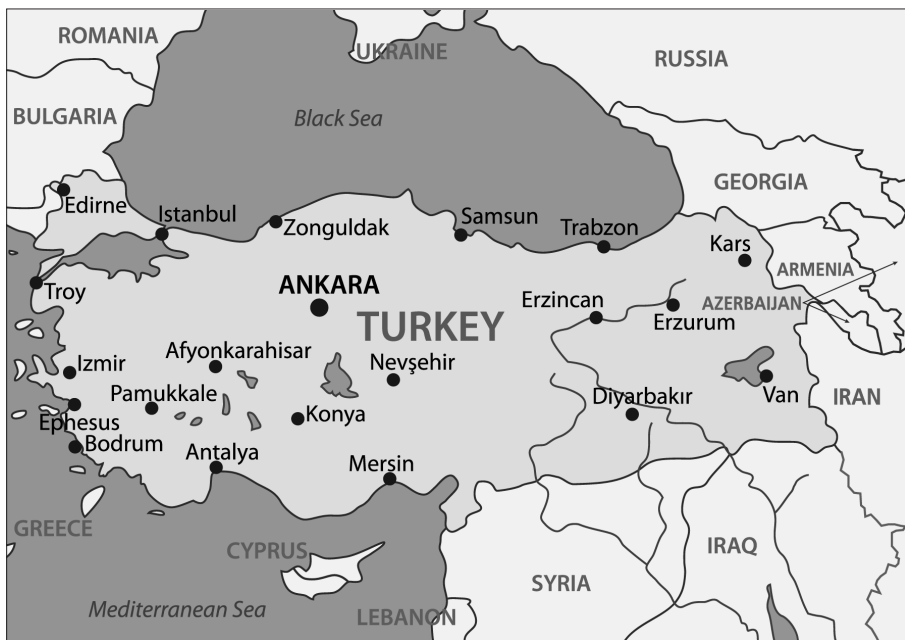 ROMANIA
UKRAINE
RUSSIA
BULGARIA
Black Sea
GEORGIA
Edirne
Istanbul
Zonguldak
Samsun
Trabzon
Kars
ARMENIA
Troy
ANKARA
Erzincan
AZERBAIJAN
Erzurum
TURKEY
Afyonkarahisar
Izmir
Nevşehir
Pamukkale
Diyarbakır
Van
IRAN
Ephesus
Konya
Bodrum
Antalya
Mersin
GREECE
CYPRUS
IRAQ
SYRIA
Mediterranean Sea
LEBANON